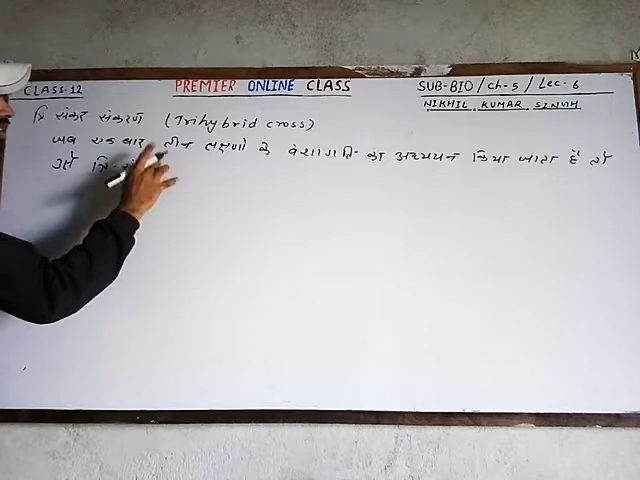 CLASS-12
PREMIER ONLINE CLASS
SUB-BIO / Ch-5 / Lec-6
NIKHIL KUMAR SINGH
त्रि संकर संकरण (Trihybrid cross)
जब एक बार तीन लक्षणो के वंशागति का अध्ययन किया जाता है तो
उसे त्रि-